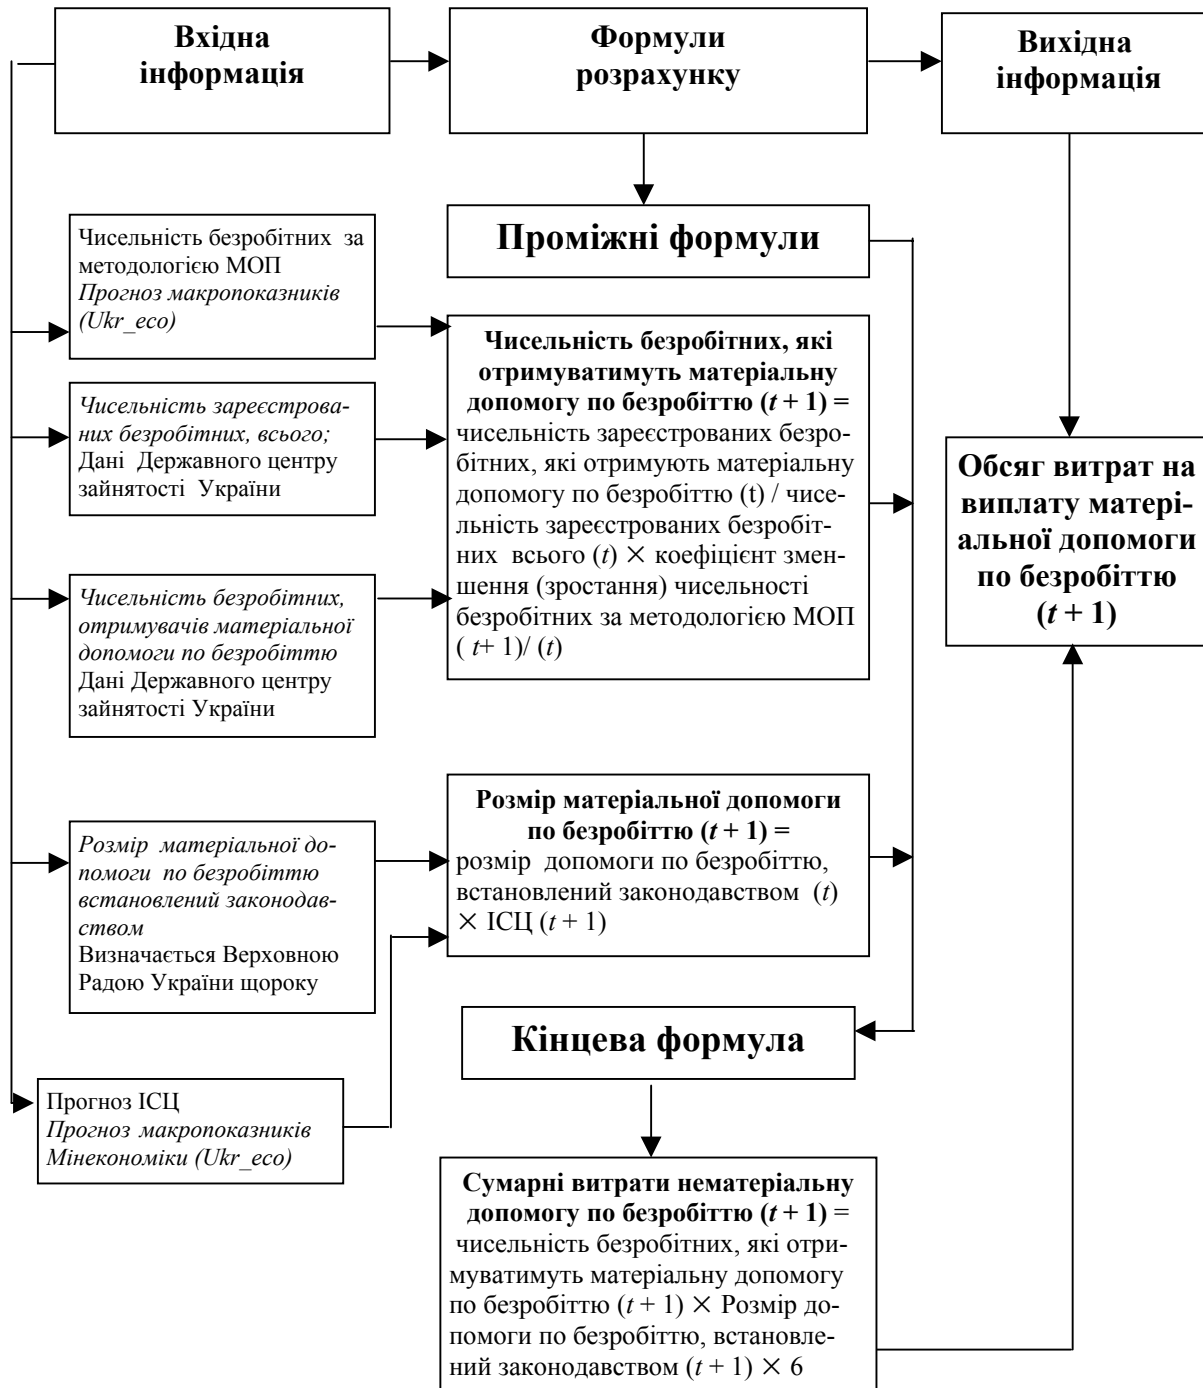 Вхідна
інформація
Формули
розрахунку
Вихідна
інформація
Проміжні формули
Чисельність безробітних за
методологією МОП
Прогноз макропоказників
(Ukr_eco)
Чисельність зареєстрова-
них безробітних, всього;
Дані Державного центру
зайнятості України
Чисельність безробітних,
отримувачів матеріальної
допомоги по безробіттю
Дані Державного центру
зайнятості України
Чисельність безробітних, які
отримуватимуть матеріальну
допомогу по безробіттю (t + 1) =
чисельність зареєстрованих безро-
бітних, які отримують матеріальну
допомогу по безробіттю (t) / чисе-
льність зареєстрованих безробіт-
них всього (t) × коефіцієнт змен-
шення (зростання) чисельності
безробітних за методологією МОП
( t+ 1)/ (t)
Обсяг витрат на
виплату матері-
альної допомоги
по безробіттю
(t + 1)
Розмір матеріальної до-
помоги по безробіттю
встановлений законодав-
ством
Визначається Верховною
Радою України щороку
Розмір матеріальної допомоги
по безробіттю (t + 1) =
розмір допомоги по безробіттю,
встановлений законодавством (t)
× ІСЦ (t + 1)
Кінцева формула
Прогноз ІСЦ
Прогноз макропоказників
Мінекономіки (Ukr_eco)
Сумарні витрати нематеріальну
допомогу по безробіттю (t + 1) =
чисельність безробітних, які отри-
муватимуть матеріальну допомогу
по безробіттю (t + 1) × Розмір до-
помоги по безробіттю, встановле-
ний законодавством (t + 1) × 6